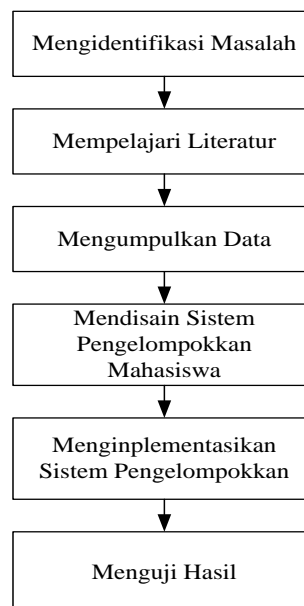 Mengidentifikasi Masalah
Mempelajari Literatur
Mengumpulkan Data
Mendisain Sistem
Pengelompokkan
Mahasiswa
Menginplementasikan
Sistem Pengelompokkan
Menguji Hasil